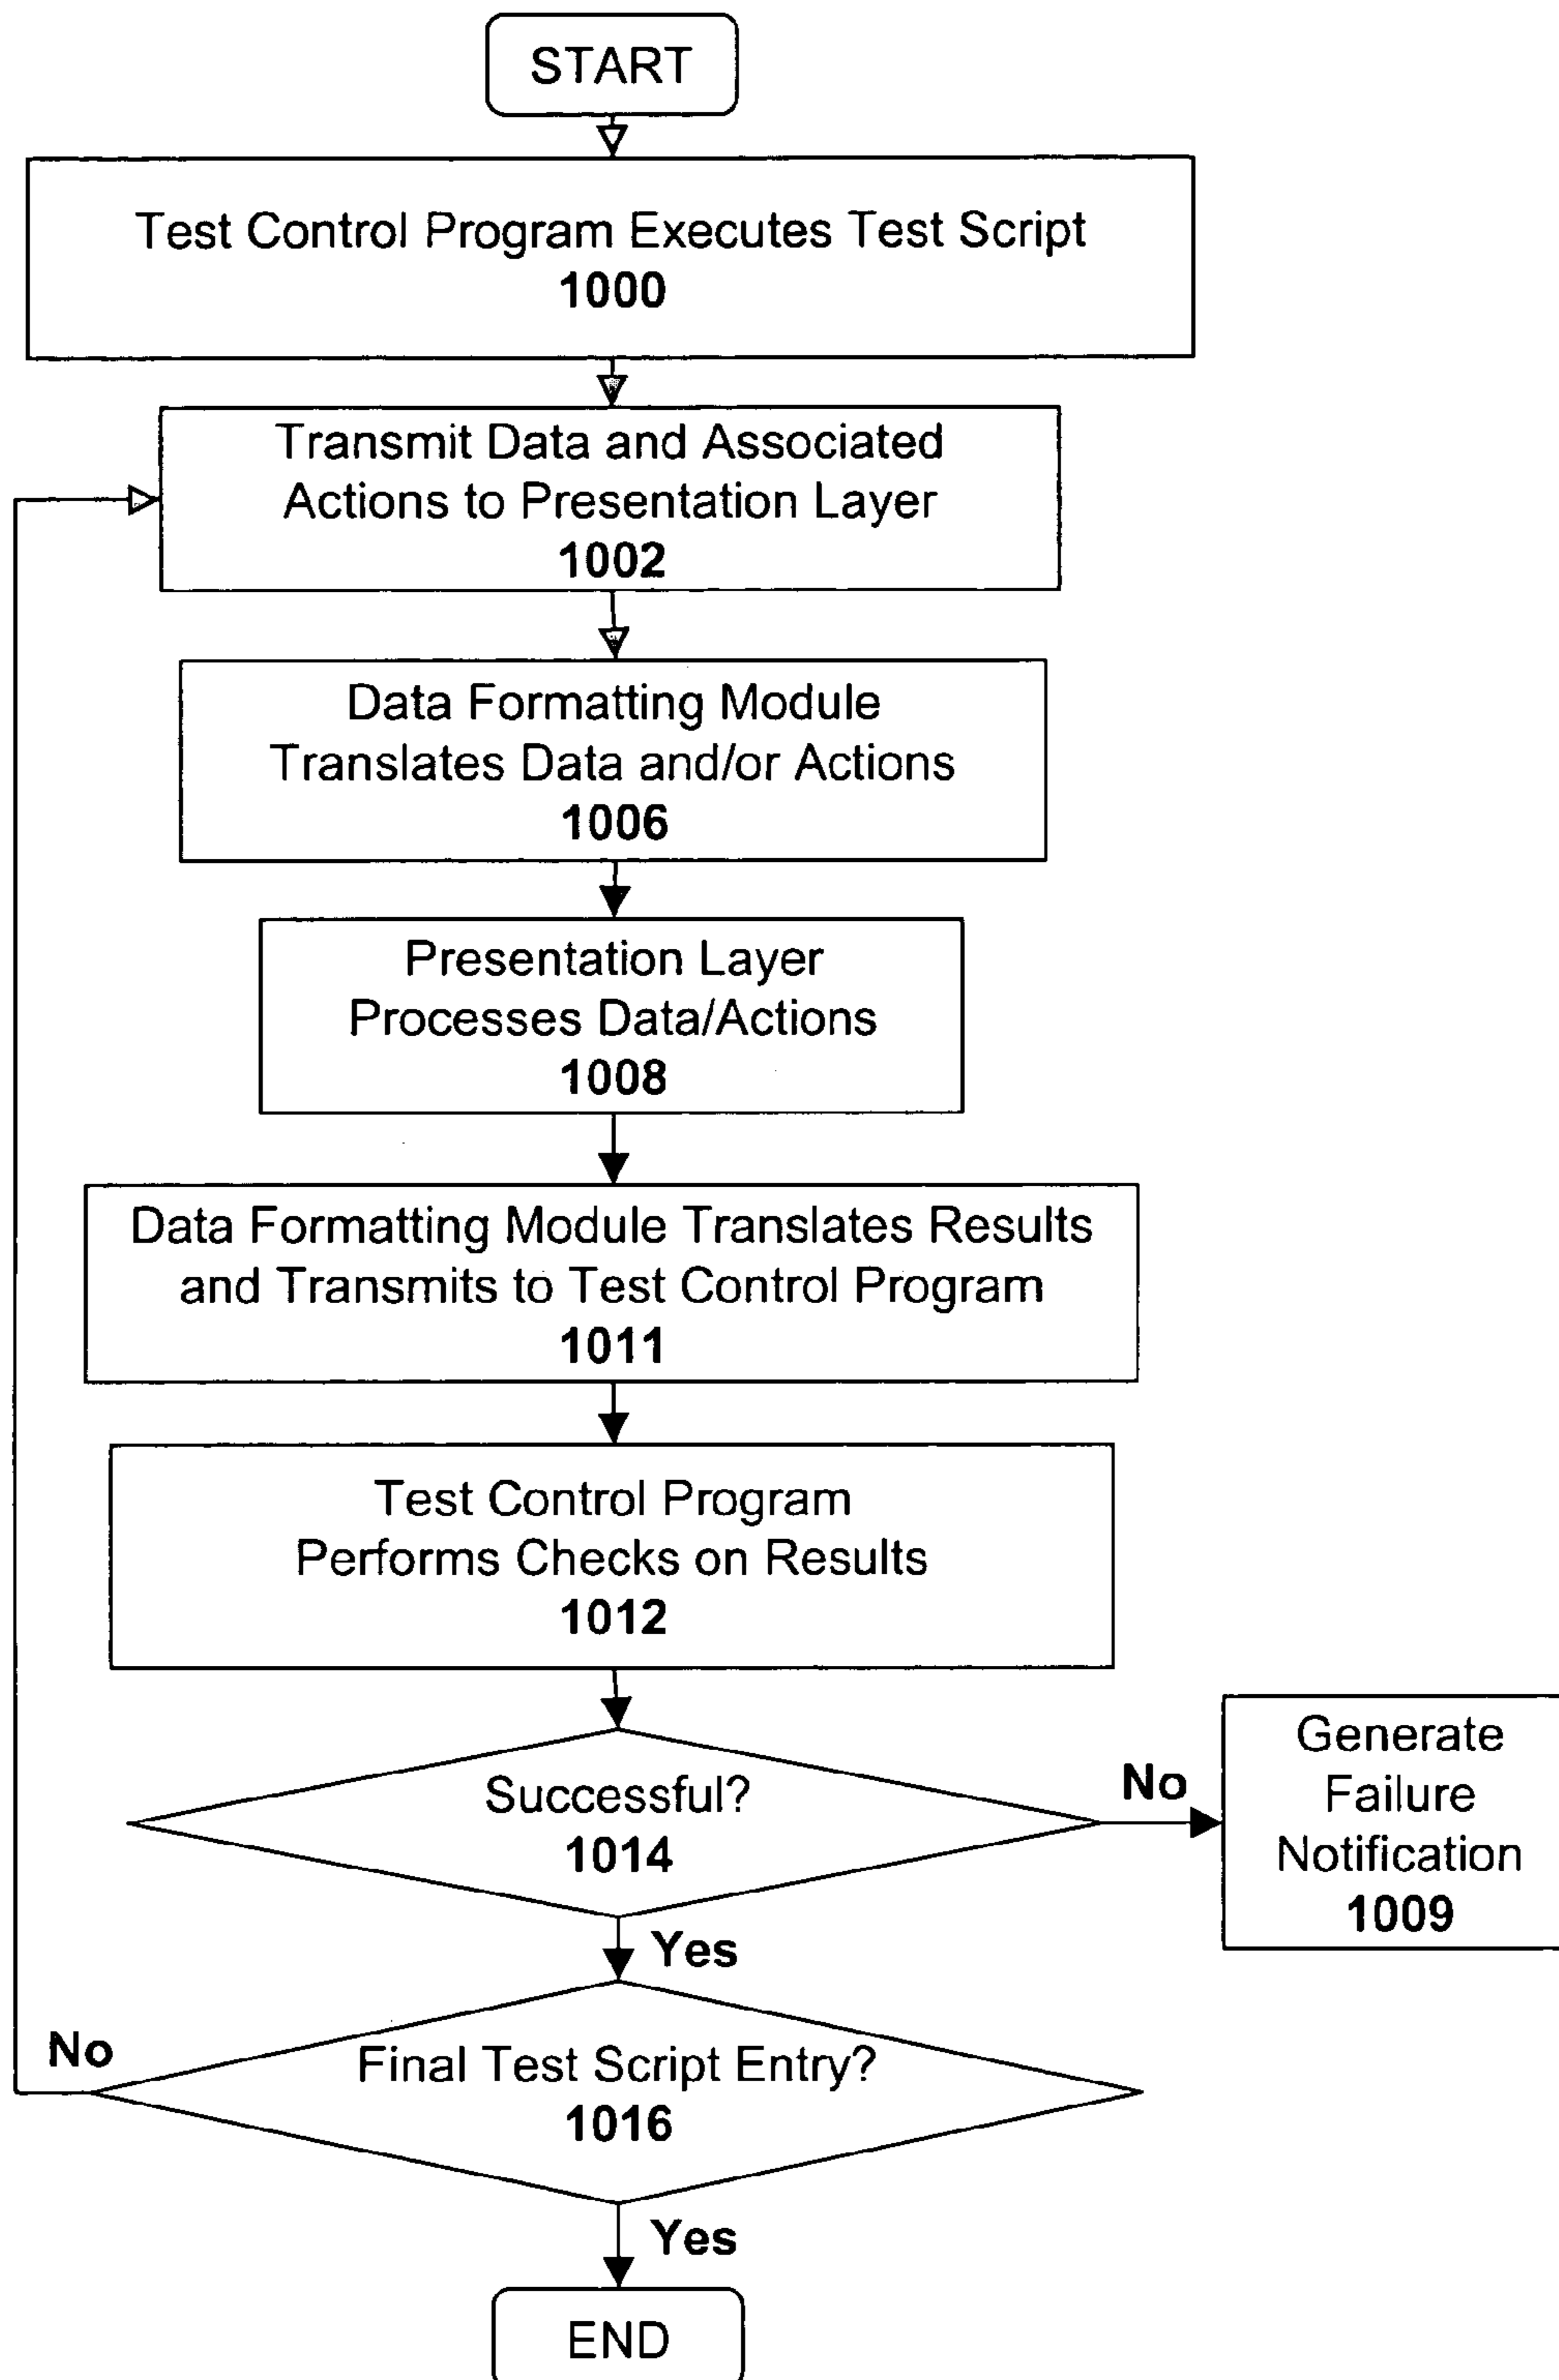 START
Test Control Program Executes Test Script
1000
Transmit Data and Associated
Actions to Presentation Layer
1002
Data Formatting Module
Translates Data and/or Actions
1006
Presentation Layer
Processes Data/Actions
1008
Data Formatting Module Translates Results
and Transmits to Test Control Program
1011
Test Control Program
Performs Checks on Results
1012
Successful?
1014
No
Generate
Failure
Notification
1009
Yes
No
Final Test Script Entry?
1016
Yes
END